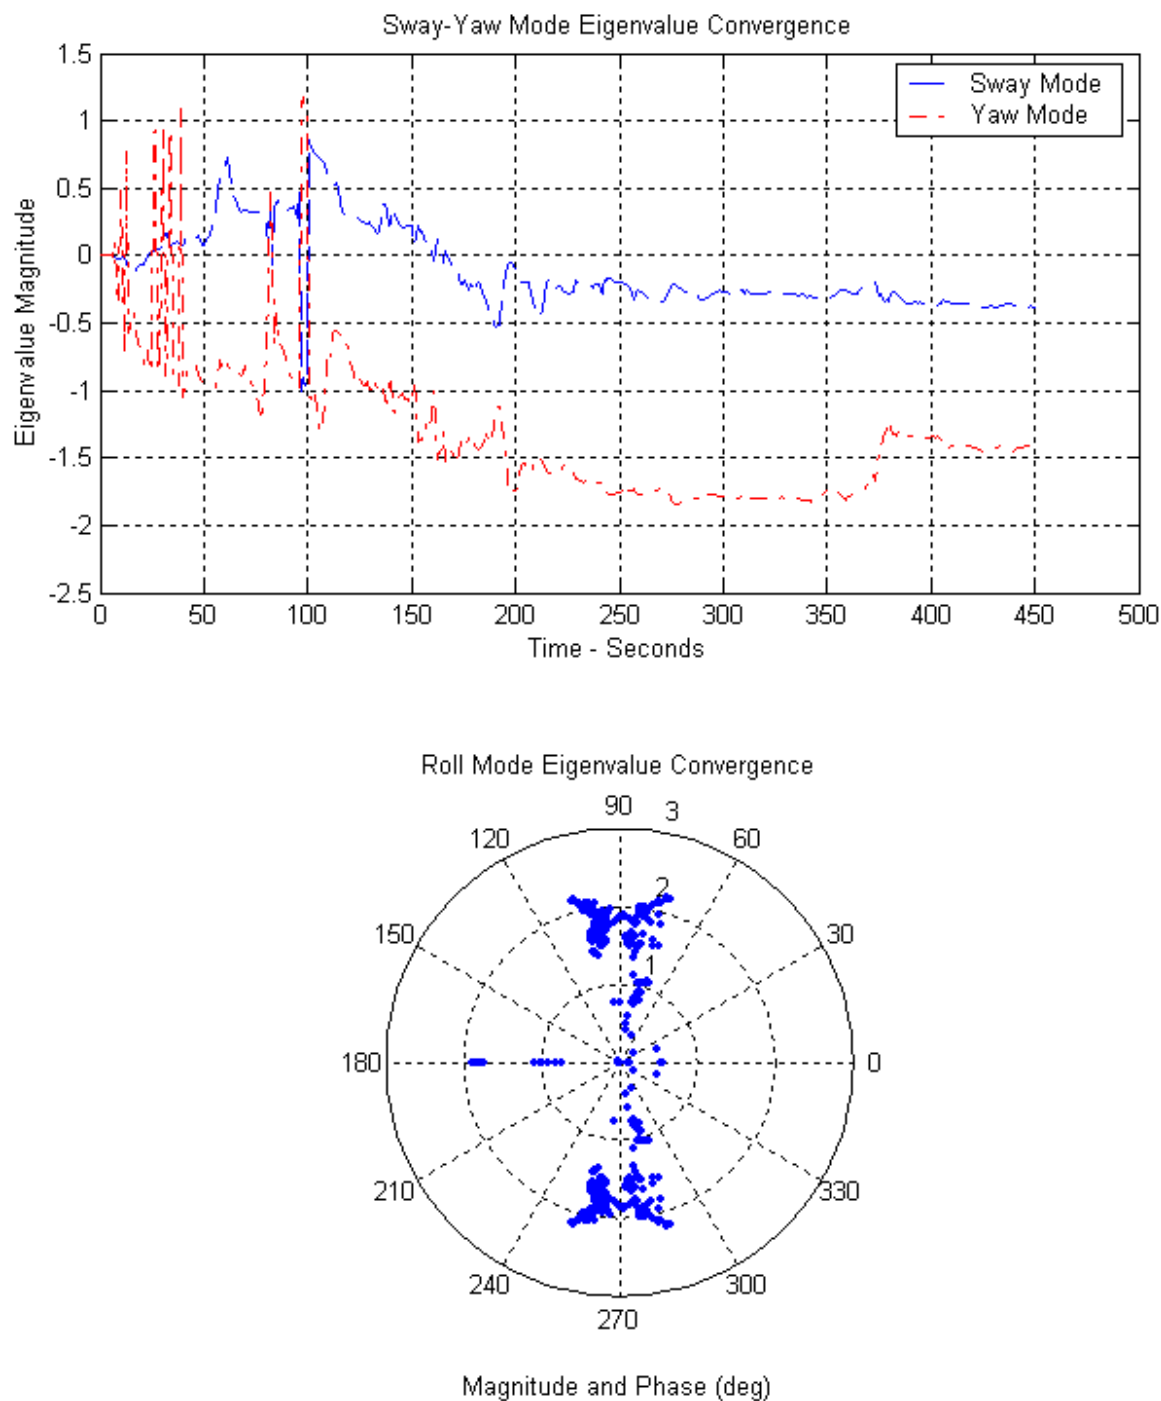 Sway-Yaw Mode Eigenvalue Convergence
1.5
1
0.5
0
-0.5
-1
-1.5
-2
-2.5
Eigenvalue Magnitude
Sway Mode
Yaw Mode
0 50 100 150 200 250 300 350 400 450 500
Time - Seconds
Roll Mode Eigenvalue Convergence
90 3
120 60
2
150 30
1
180 0
210 330
240 300
270
Magnitude and Phase (deg)